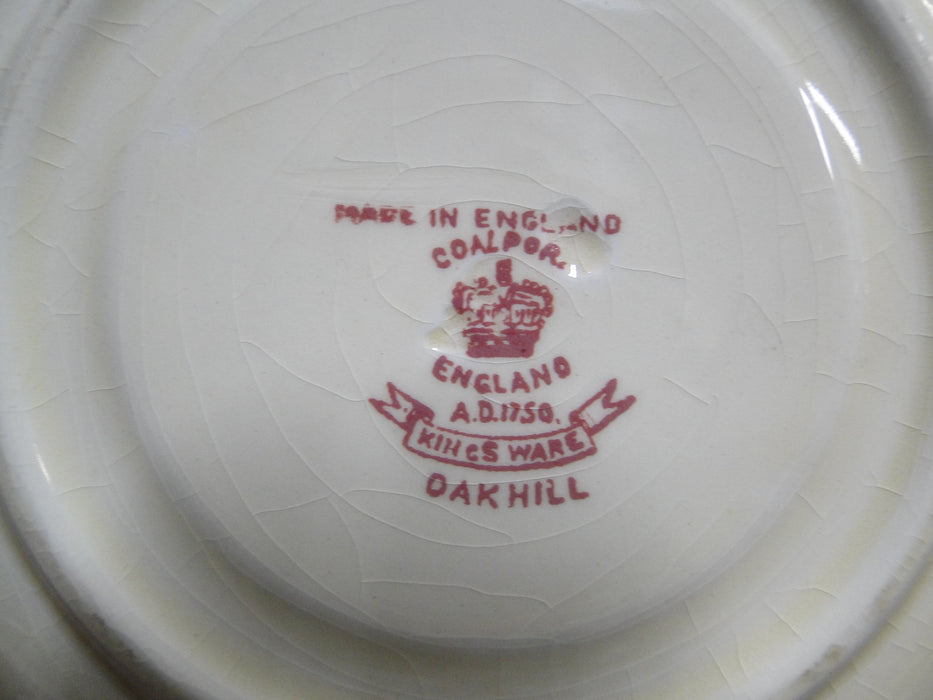 MADE IN ENGLAND
COALPOR
ENGLAND
A.D.1750.
KINGS WARE
OAKHILL